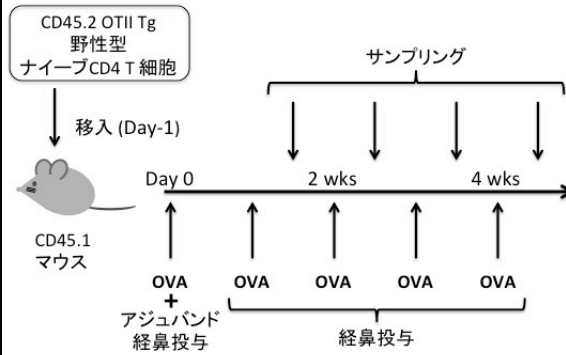 CD45.2 OTII Tg
野性型
ナイーブCD4 T 細胞
移入 (Day-1)
サンプリング
Day 0
2 wks
4 wks
CD45.1
マウス
OVA
+
アジュバンド
経鼻投与
OVA
OVA
OVA
OVA
経鼻投与